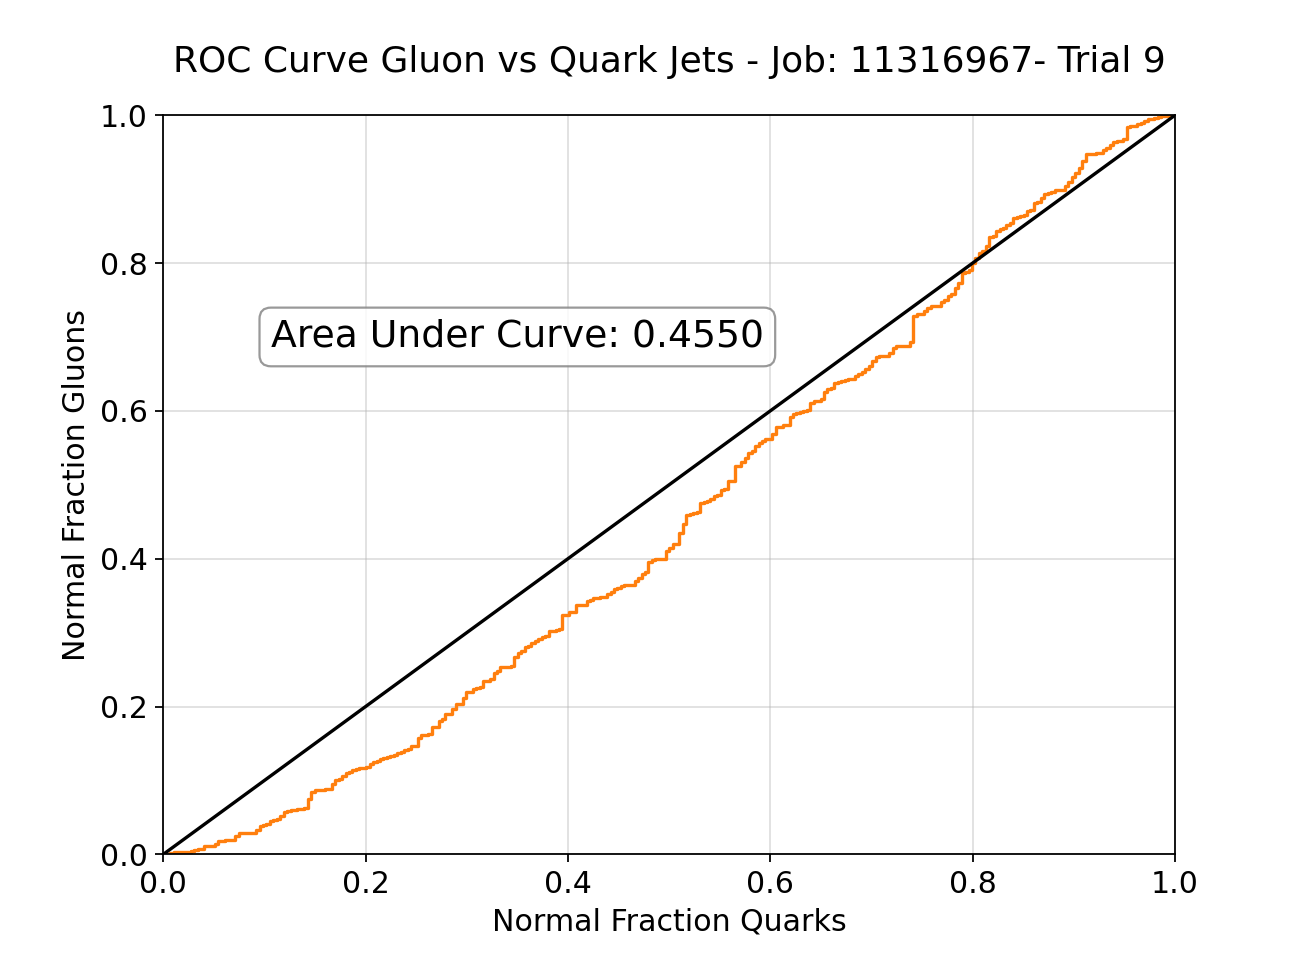 ROC Curve Gluon vs Quark Jets - Job: 11316967- Trial 9
1.0
0.8
0.6
0.4
0.2
0.0
Normal Fraction Gluons
Area Under Curve: 0.4550
0.0 0.2 0.4 0.6 0.8 1.0
Normal Fraction Quarks